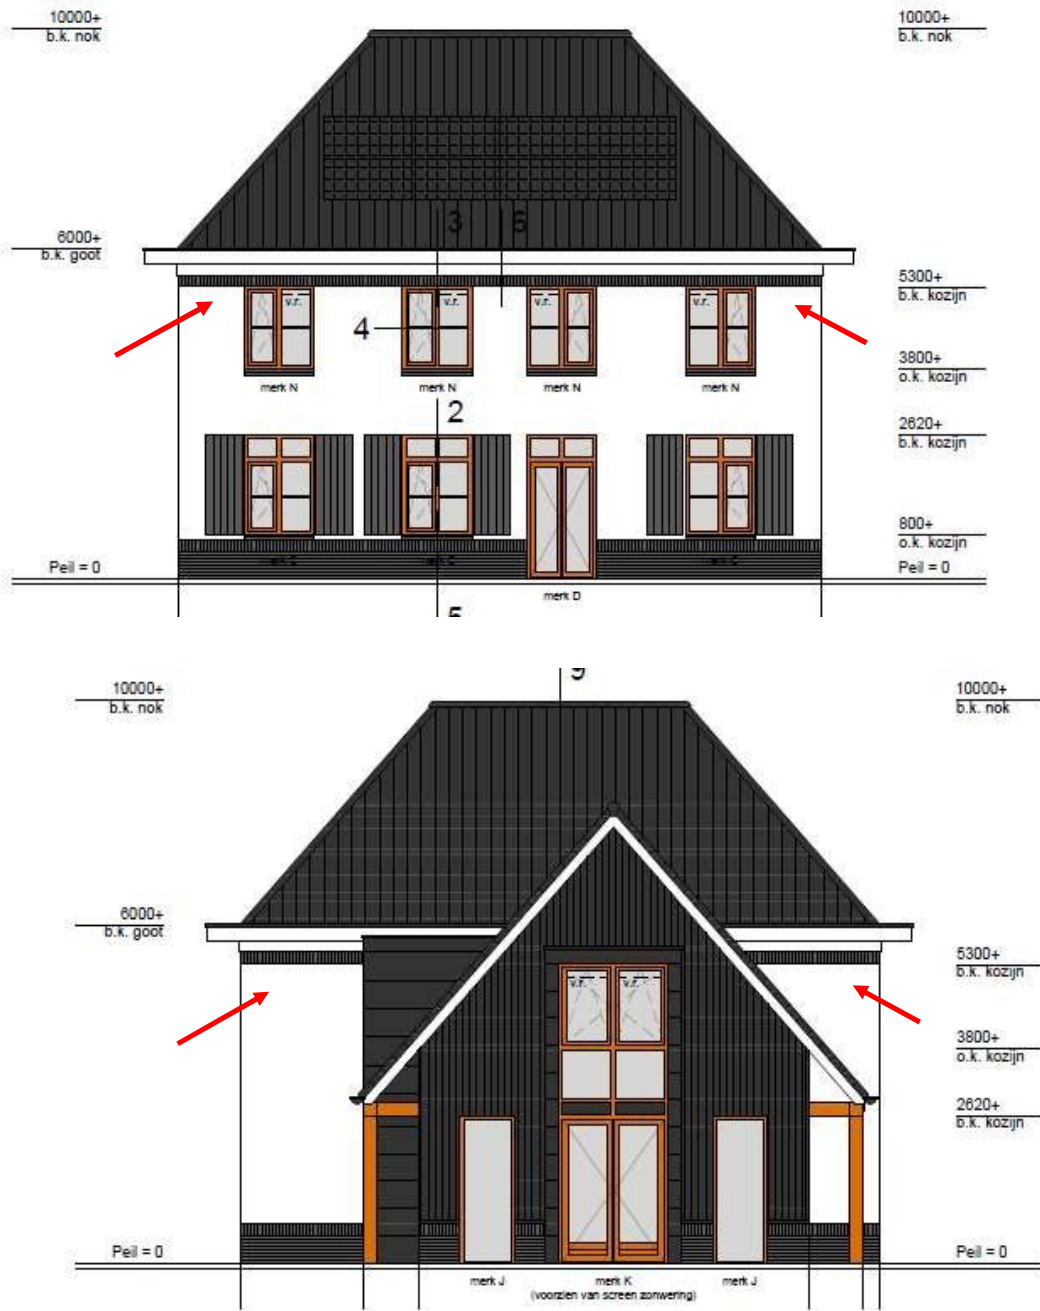 10000+
b.k. nok
10000+
b.k. nok
3
6
6000+
b.k. goot
5300+
b.k. kozijn
v.r.
v.r.
v.r.
v.r.
4
3800+
o.k. kozijn
merk N
merk N
merk N
merk N
2
2620+
b.k. kozijn
800+
o.k. kozijn
Peil = 0
Peil = 0
merk D
5
9
10000+
b.k. nok
10000+
b.k. nok
6000+
b.k. goot
5300+
b.k. kozijn
v.r.
v.r.
3800+
o.k. kozijn
2620+
b.k. kozijn
Peil = 0
Peil = 0
merk J
merk K
merk J
(voorzien van screen zonwering)